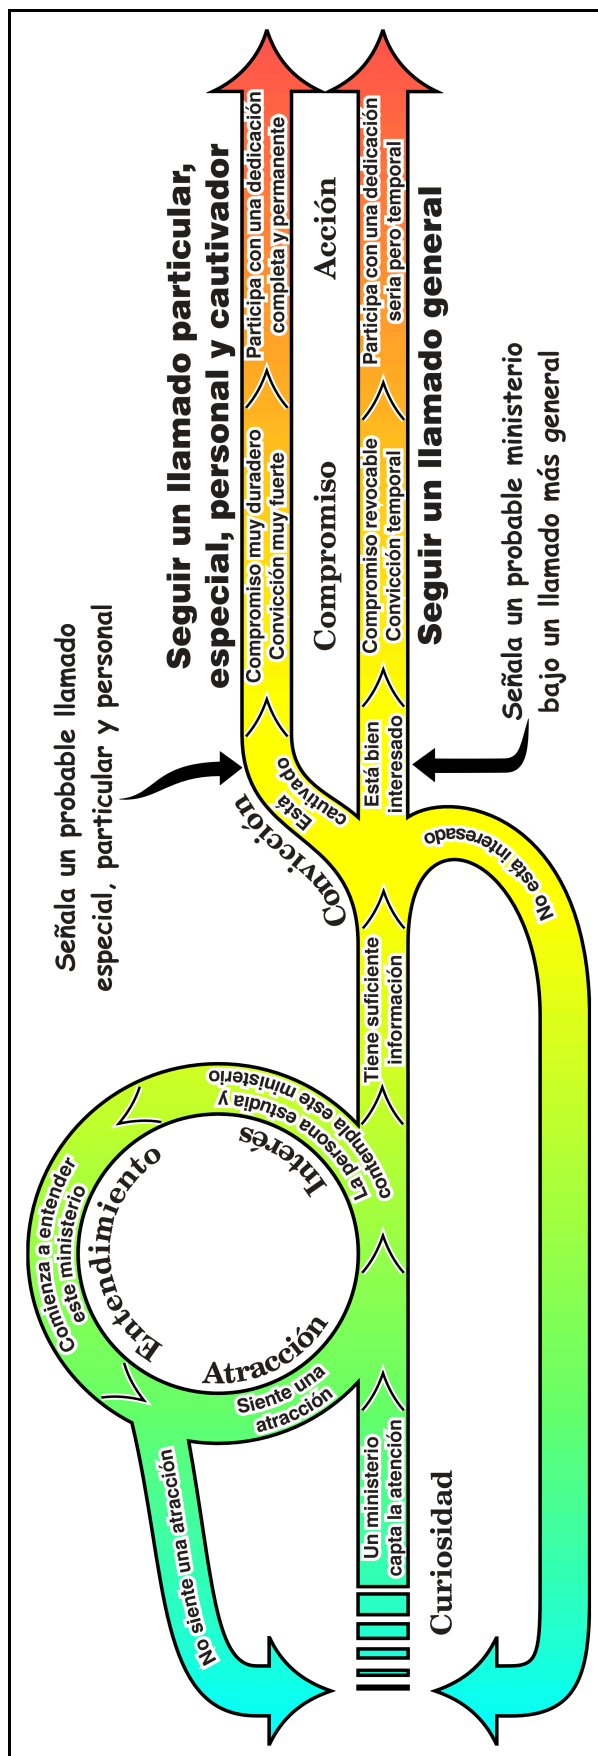 Curiosidad
Un ministerio
capta la atención
La persona estudia y
contempla este ministerio
Interés
Comienza a entender
este ministerio
Entendimiento
Siente una
atracción
Atracción
No siente una atracción
Tiene suficiente
información
Convicción
Está
cautivado
Está bien
interesado
No está interesado
Señala un probable llamado
especial, particular y personal
Señala un probable ministerio
bajo un llamado más general
Seguir un llamado particular,
especial, personal y cautivador
Compromiso muy duradero
Convicción muy fuerte
Participa con una dedicación
completa y permanente
Compromiso
Acción
Compromiso revocable
Convicción temporal
Participa con una dedicación
seria pero temporal
Seguir un llamado general